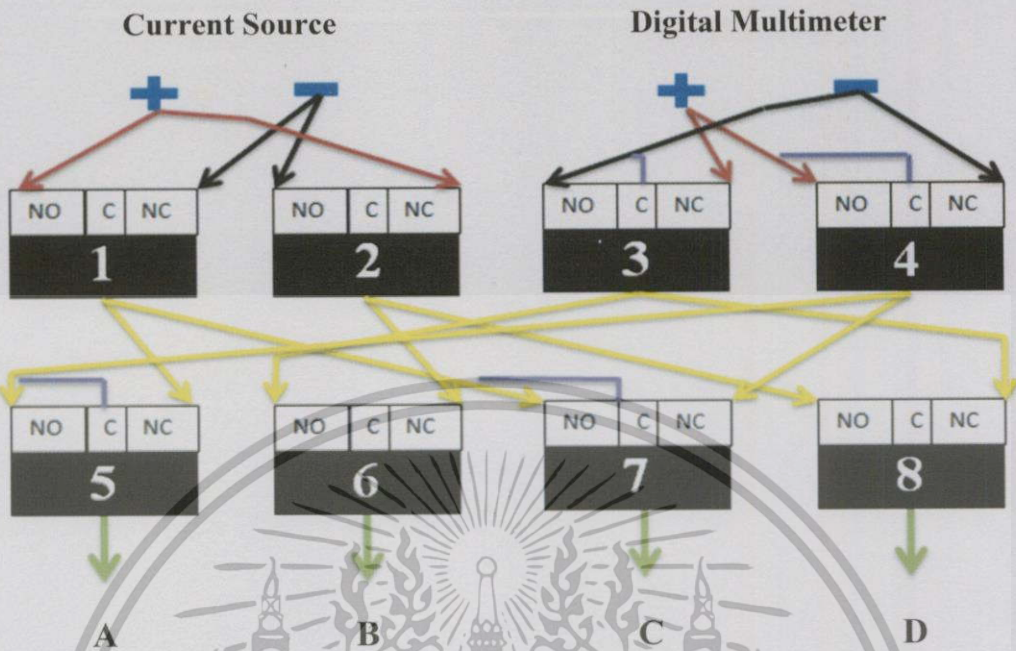 Current Source Digital Multimeter
+ - + -
NO C NC NO C NC NO C NC NO C NC
1 2 3 4
NO C NC NO C NC NO C NC NO C NC
5 6 7 8
A B C D